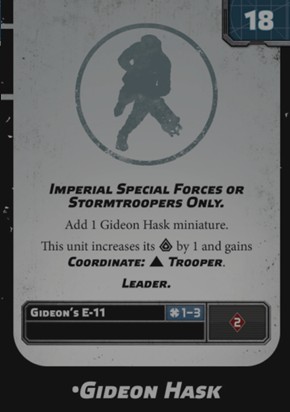 18
Imperial Special Forces or
Stormtroopers Only.
Add 1 Gideon Hask miniature.
This unit increases its by 1 and gains
Coordinate: ▲ Trooper.
Leader.
Gideon's E-11 1-3 2
•Gideon Hask